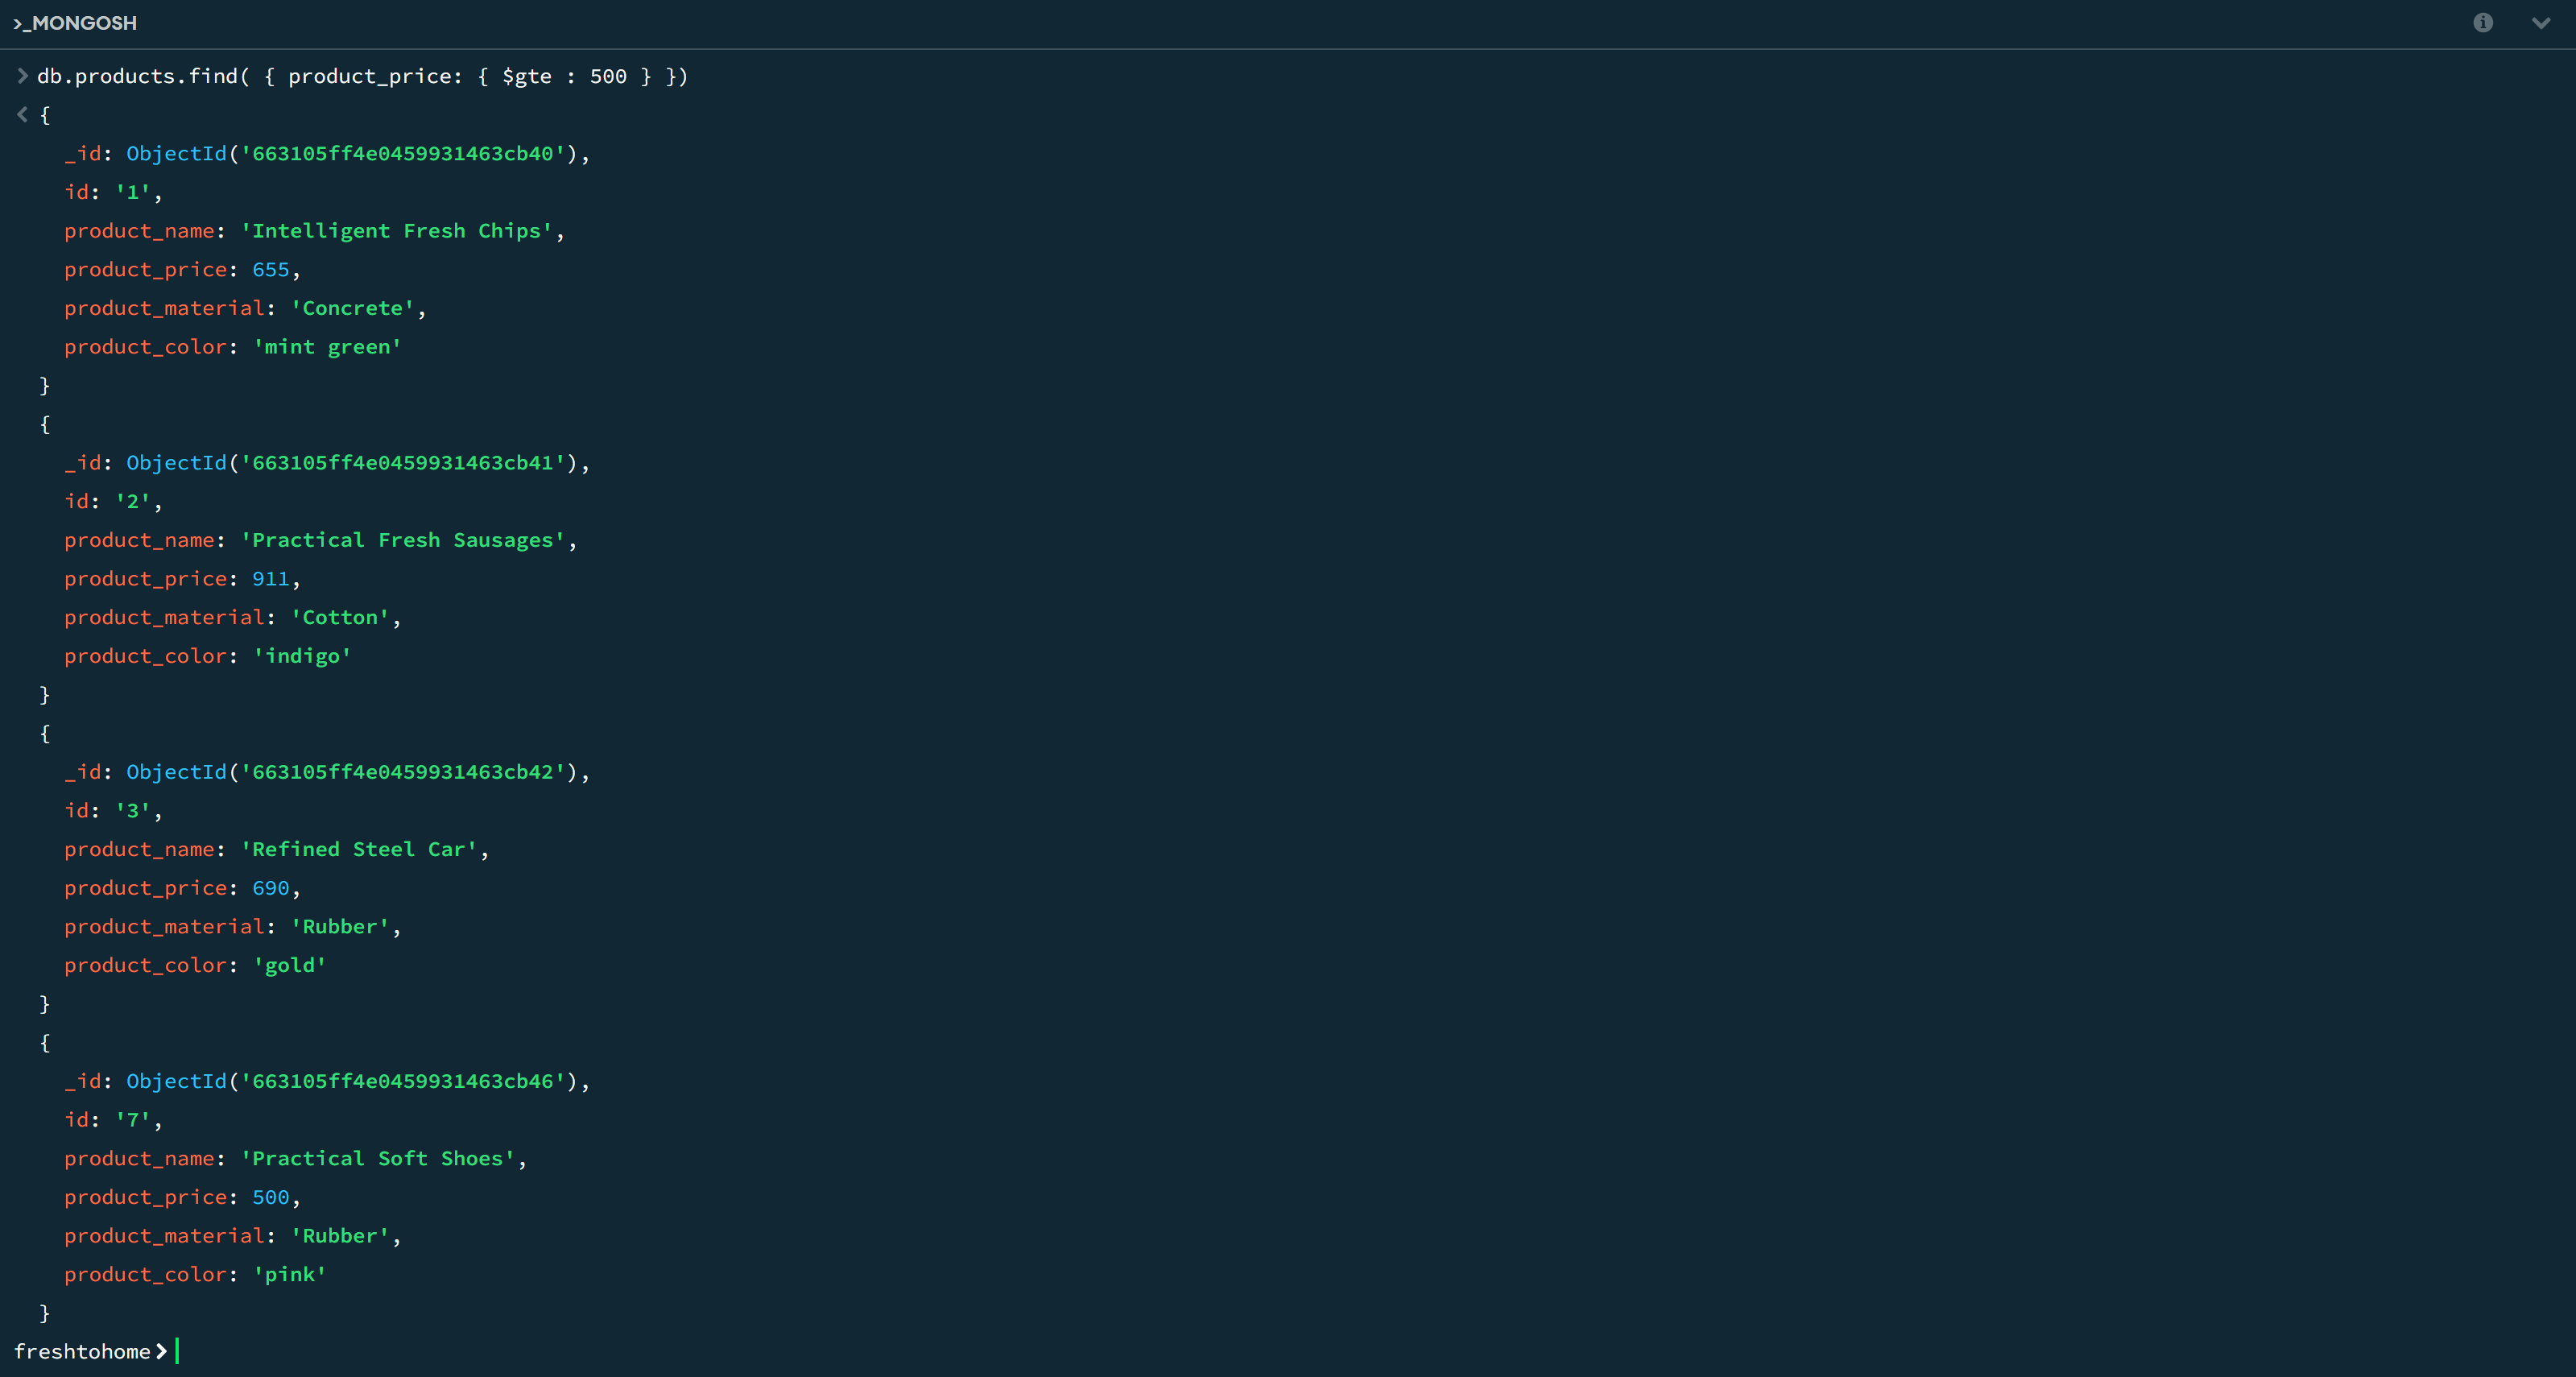 >_MONGOSH
> db.products.find( { product_price: { $gte : 500 } })
< {
_id: ObjectId('663105ff4e0459931463cb40'),
id: '1',
product_name: 'Intelligent Fresh Chips',
product_price: 655,
product_material: 'Concrete',
product_color: 'mint green'
}
{
_id: ObjectId('663105ff4e0459931463cb41'),
id: '2',
product_name: 'Practical Fresh Sausages',
product_price: 911,
product_material: 'Cotton',
product_color: 'indigo'
}
{
_id: ObjectId('663105ff4e0459931463cb42'),
id: '3',
product_name: 'Refined Steel Car',
product_price: 690,
product_material: 'Rubber',
product_color: 'gold'
}
{
_id: ObjectId('663105ff4e0459931463cb46'),
id: '7',
product_name: 'Practical Soft Shoes',
product_price: 500,
product_material: 'Rubber',
product_color: 'pink'
}
freshtohome>